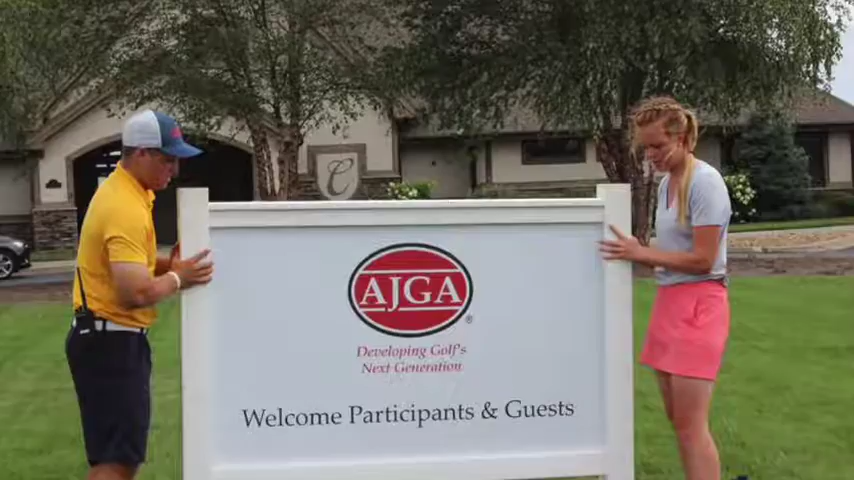 C
AJGA
®
Developing Golf's
Next Generation
Welcome Participants & Guests